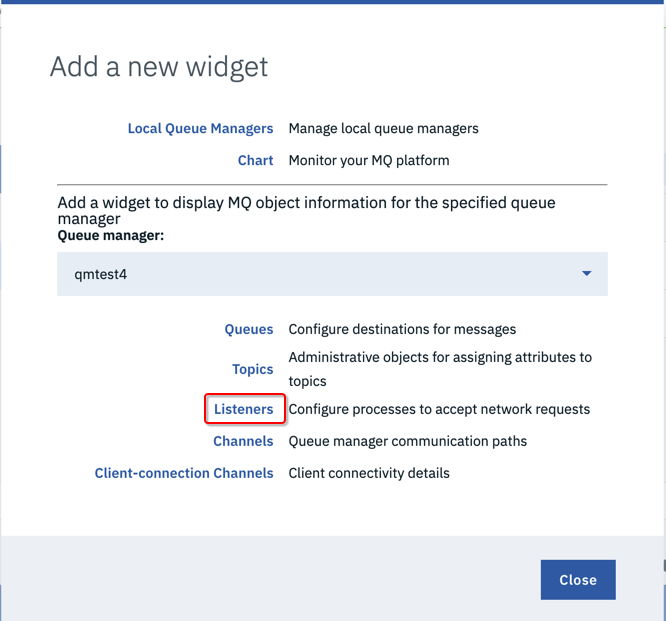 Add a new widget
Local Queue Managers Manage local queue managers
Chart Monitor your MQ platform
Add a widget to display MQ object information for the specified queue
manager
Queue manager:
qmtest4
Queues Configure destinations for messages
Topics Administrative objects for assigning attributes to
topics
Listeners Configure processes to accept network requests
Channels Queue manager communication paths
Client-connection Channels Client connectivity details
Close